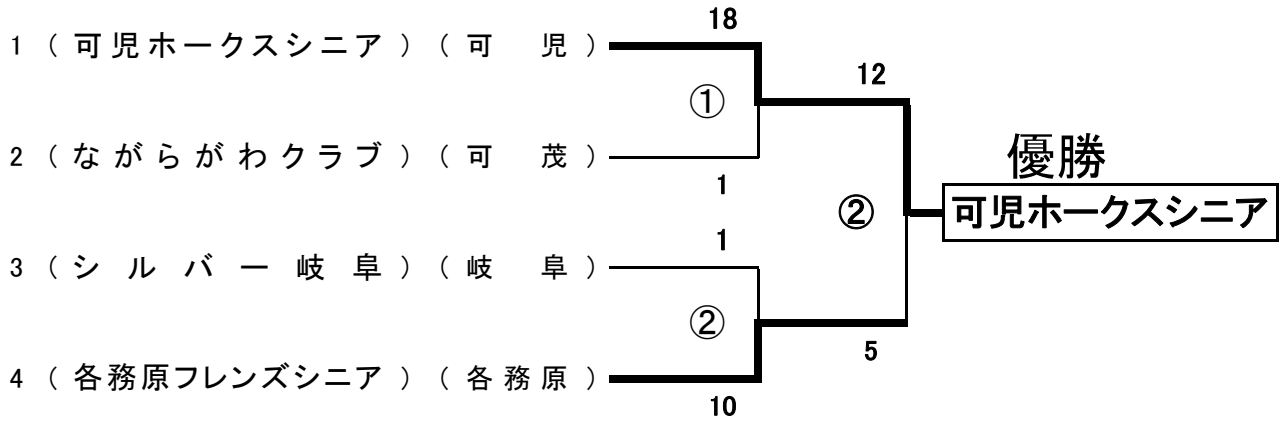 18
1 （可児ホークスシニア）（可　児）
12
①
優勝
2 （ながらがわクラブ）（可　茂）
1
②
可児ホークスシニア
1
3 （シルバー岐阜）（岐　阜）
②
5
4 （各務原フレンズシニア）（各務原）
10